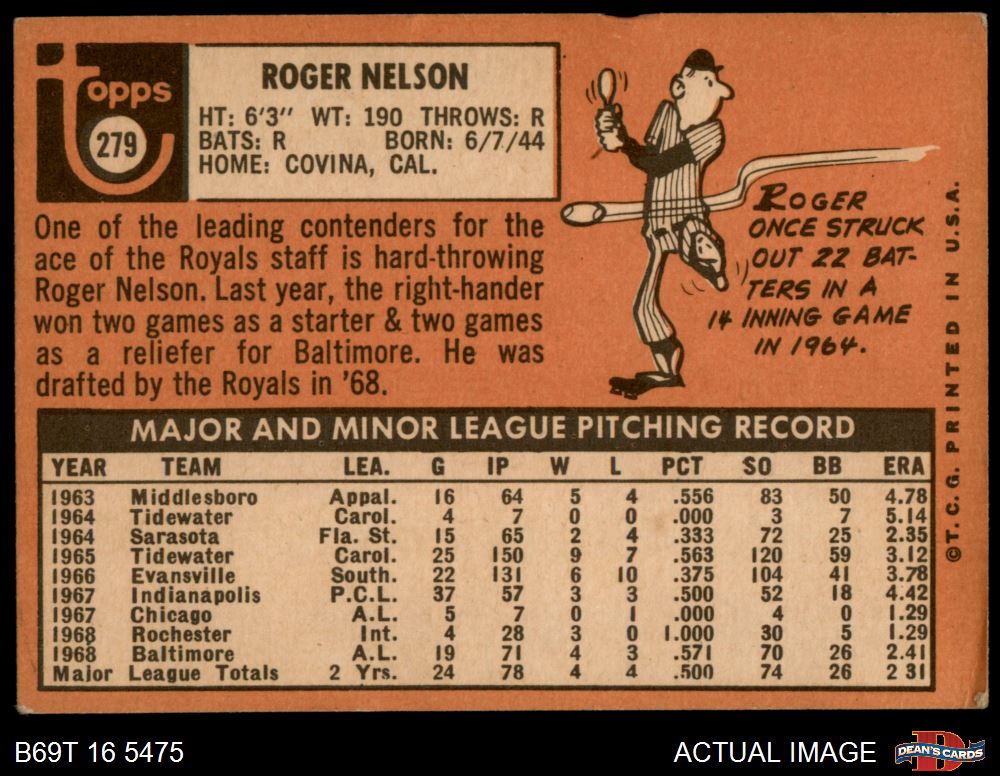 topps
279
ROGER NELSON
HT: 6'3" WT: 190 THROWS: R
BATS: R BORN: 6/7/44
HOME: COVINA, CAL.
One of the leading contenders for the
ace of the Royals staff is hard-throwing
Roger Nelson. Last year, the right-hander
won two games as a starter & two games
as a reliefer for Baltimore. He was
drafted by the Royals in '68.
ROGER
ONCE STRUCK
OUT 22 BAT-
TERS IN A
14 INNING GAME
IN 1964.
©T.C.G. PRINTED IN U.S.A.
MAJOR AND MINOR LEAGUE PITCHING RECORD
YEAR TEAM LEA. G IP W L PCT SO BB ERA
1963 Middlesboro Appal. 16 64 5 4 .556 83 50 4.78
1964 Tidewater Carol. 4 7 0 0 .000 3 7 5.14
1964 Sarasota Fla. St. 15 65 2 4 .333 72 25 2.35
1965 Tidewater Carol. 25 150 9 7 .563 120 59 3.12
1966 Evansville South. 22 131 6 10 .375 104 41 3.78
1967 Indianapolis P.C.L. 37 57 3 3 .500 52 18 4.42
1967 Chicago A.L. 5 7 0 1 .000 4 0 1.29
1968 Rochester Int. 4 28 3 0 1.000 30 5 1.29
1968 Baltimore A.L. 19 71 4 3 .571 70 26 2.41
Major League Totals 2 Yrs. 24 78 4 4 .500 74 26 2 31
B69T 16 5475
ACTUAL IMAGE
DEAN'S CARDS